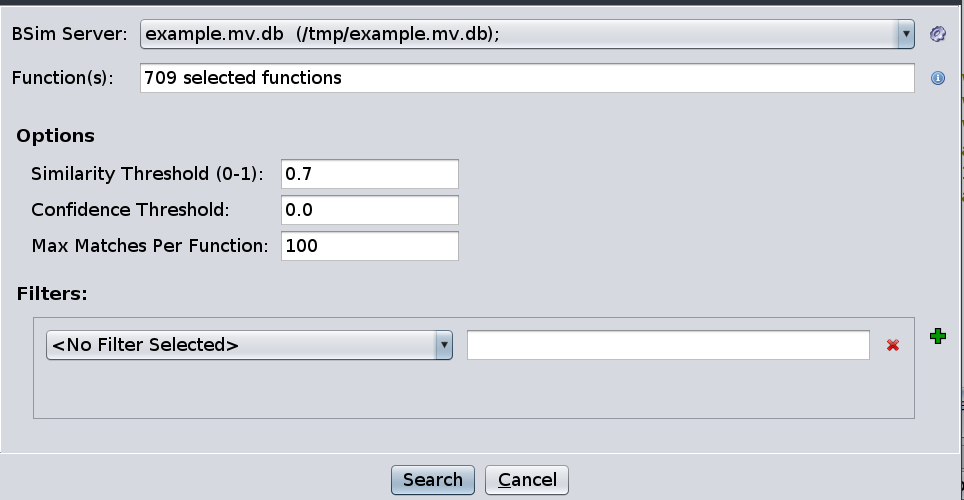 BSim Server: example.mv.db (/tmp/example.mv.db);
Function(s): 709 selected functions
Options
Similarity Threshold (0-1): 0.7
Confidence Threshold: 0.0
Max Matches Per Function: 100
Filters:
<No Filter Selected>
Search Cancel